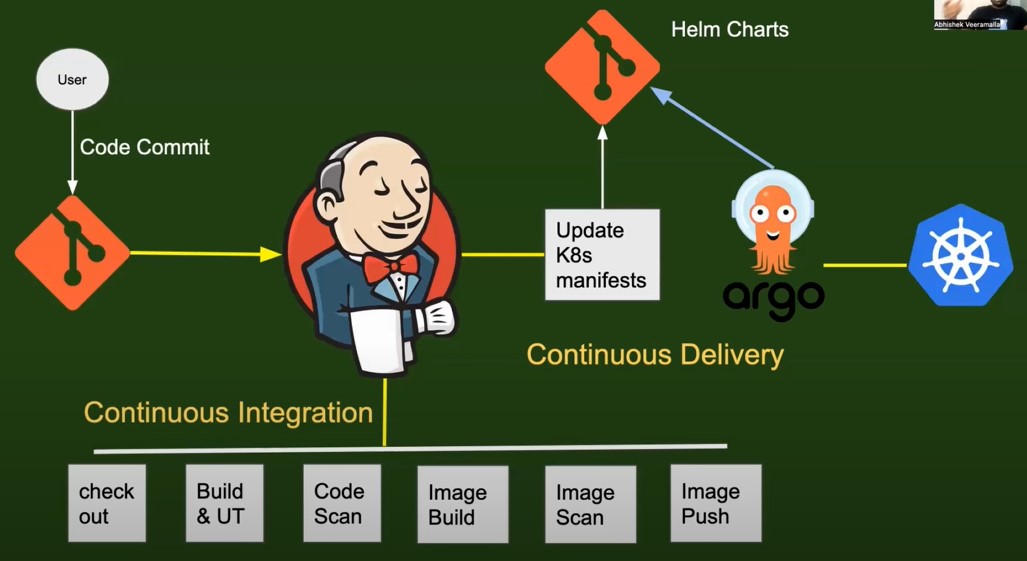 Abhishek Veeramalla
Helm Charts
User
Code Commit
Update
K8s
manifests
argo
Continuous Delivery
Continuous Integration
check
out
Build
& UT
Code
Scan
Image
Build
Image
Scan
Image
Push